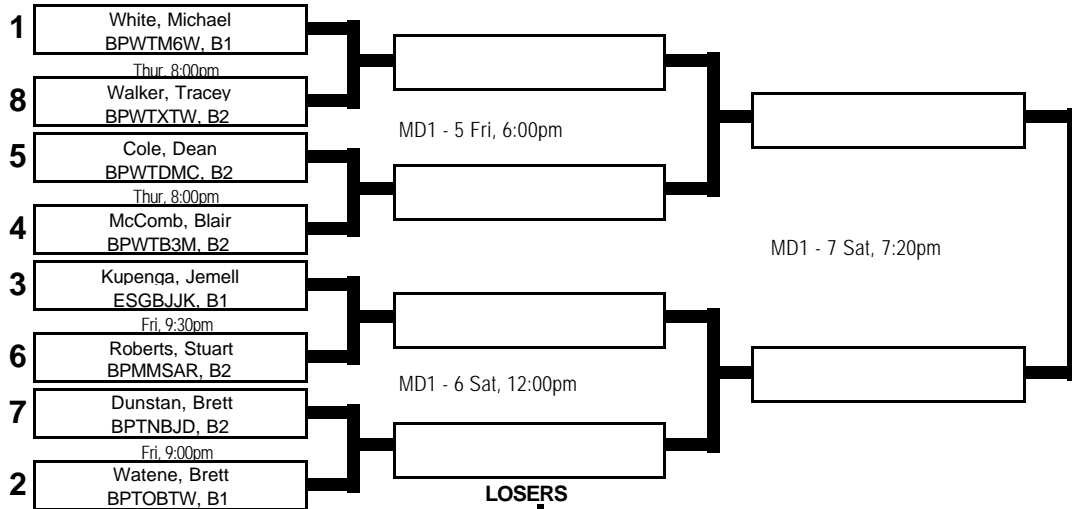 1
White, Michael
BPWTM6W, B1
Thur, 8:00pm
8
Walker, Tracey
BPWTXTW, B2
5
Cole, Dean
BPWTDMC, B2
Thur, 8:00pm
4
McComb, Blair
BPWTB3M, B2
3
Kupenga, Jemell
ESGBJJK, B1
Fri, 9:30pm
6
Roberts, Stuart
BPMMSAR, B2
7
Dunstan, Brett
BPTNBJD, B2
Fri, 9:00pm
2
Watene, Brett
BPTOBTW, B1
MD1 - 5 Fri, 6:00pm
MD1 - 6 Sat, 12:00pm
LOSERS
MD1 - 7 Sat, 7:20pm